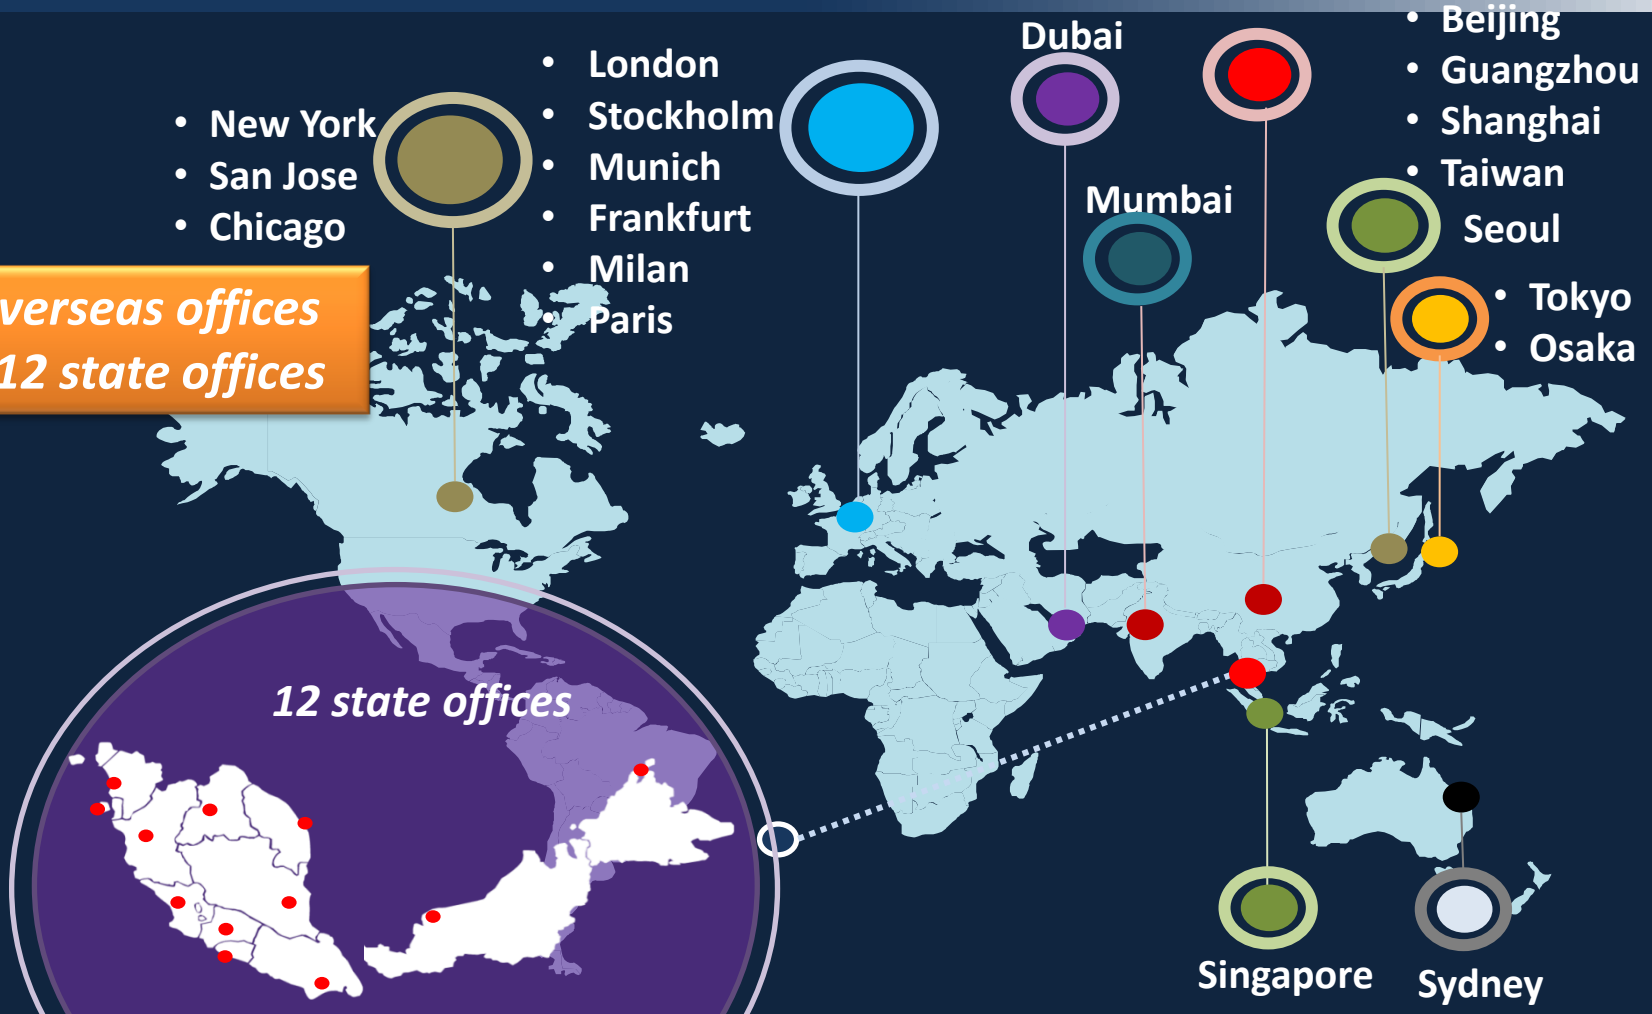 New York
San Jose
Chicago
London
Stockholm
Munich
Frankfurt
Milan
Paris
Dubai
Mumbai
Beijing
Guangzhou
Shanghai
Taiwan
Seoul
Tokyo
Osaka
offices
12 state offices
12 state offices
Singapore
Sydney